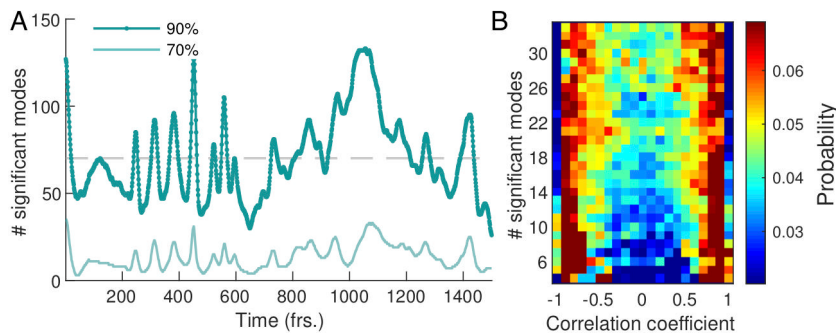 A
90%
70%
# significant modes
150
100
50
0
200 400 600 800 1000 1200 1400
Time (frs.)
B
# significant modes
30
26
22
18
14
10
6
-1 -0.5 0 0.5 1
Correlation coefficient
0.06
0.05
0.04
0.03
Probability